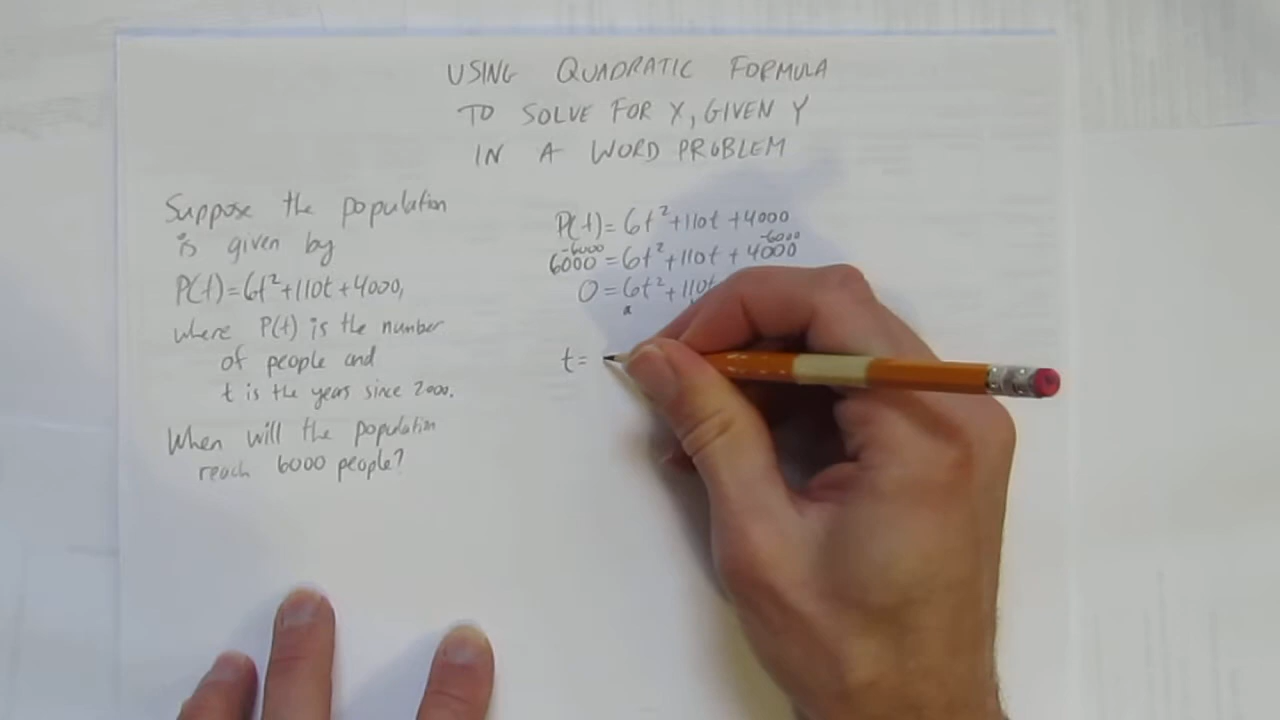 USING QUADRATIC FORMULA
TO SOLVE FOR X, GIVEN Y
IN A WORD PROBLEM
Suppose the population
is given by
P(t)=6t²+110t+4000,
where P(t) is the number
of people and
t is the years since 2000.
When will the population
reach 6000 people?
P(t)=6t²+110t+4000
-6000 -6000
6000=6t²+110t+4000
0=6t²+110t
a
t=